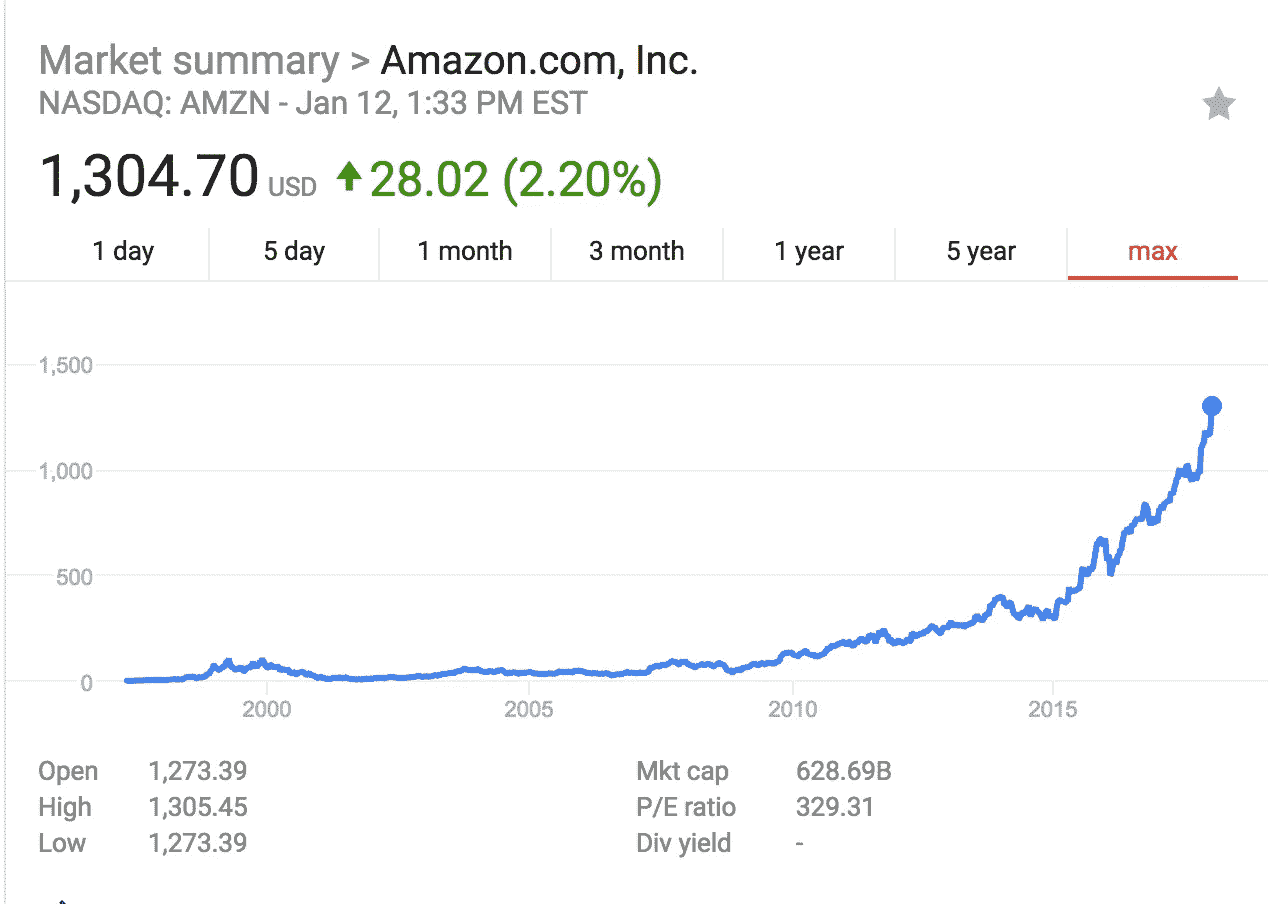 Market summary > Amazon.com, Inc.
NASDAQ: AMZN - Jan 12, 1:33 PM EST
1,304.70 USD 28.02 (2.20%)
1 day 5 day 1 month 3 month 1 year 5 year max
1,500
1,000
500
0
2000 2005 2010 2015
Open 1,273.39 Mkt cap 628.69B
High 1,305.45 P/E ratio 329.31
Low 1,273.39 Div yield -